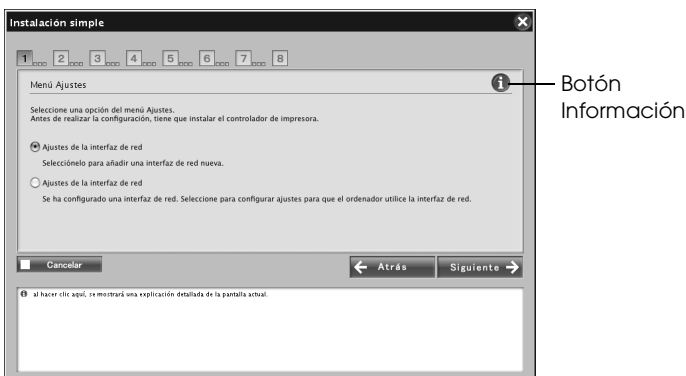 Instalación simple
1 2 3 4 5 6 7 8
Menú Ajustes
Seleccione una opción del menú Ajustes.
Antes de realizar la configuración, tiene que instalar el controlador de impresora.
Ajustes de la interfaz de red
Selecciónelo para añadir una interfaz de red nueva.
Ajustes de la interfaz de red
Se ha configurado una interfaz de red. Seleccione para configurar ajustes para que el ordenador utilice la interfaz de red.
Cancelar
Atrás
Siguiente
al hacer clic aquí, se mostrará una explicación detallada de la pantalla actual.
Botón
Información